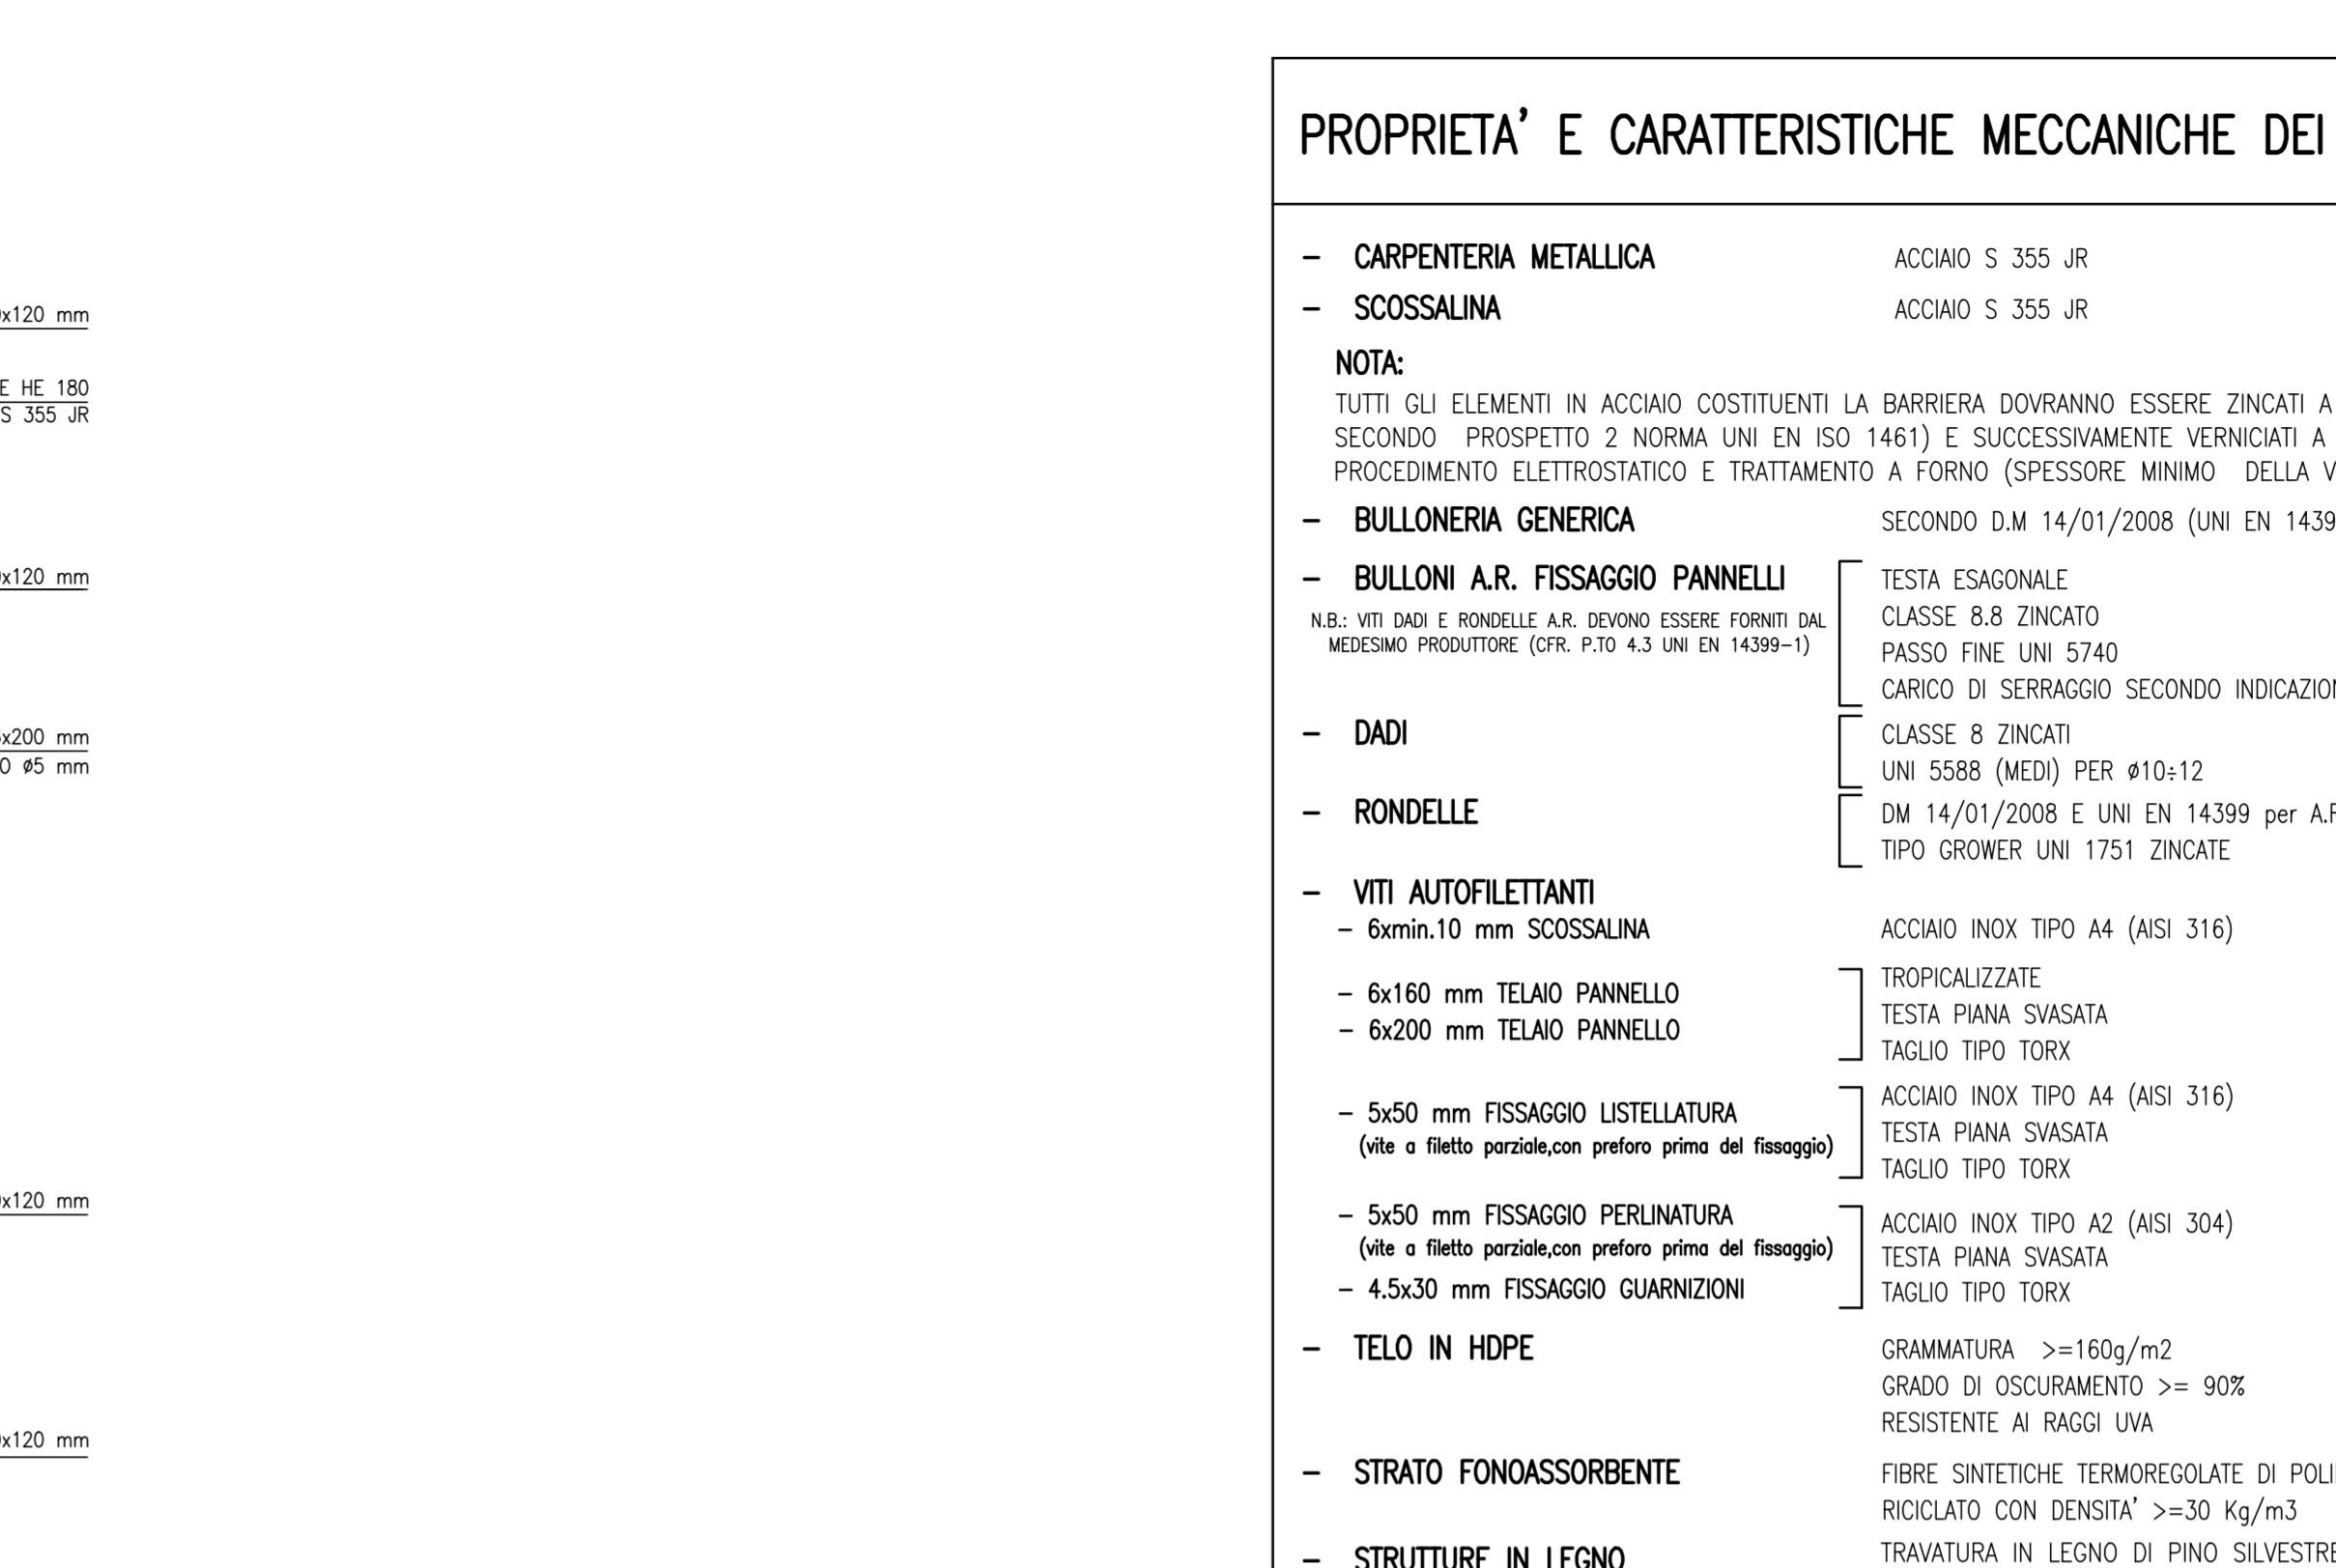 x120 mm
E HE 180
S 355 JR
x120 mm
x200 mm
O ø5 mm
x120 mm
x120 mm
PROPRIETA' E CARATTERISTICHE MECCANICHE DEI
- CARPENTERIA METALLICA ACCIAIO S 355 JR
- SCOSSALINA ACCIAIO S 355 JR
NOTA:
TUTTI GLI ELEMENTI IN ACCIAIO COSTITUENTI LA BARRIERA DOVRANNO ESSERE ZINCATI A
SECONDO PROSPETTO 2 NORMA UNI EN ISO 1461) E SUCCESSIVAMENTE VERNICIATI A
PROCEDIMENTO ELETTROSTATICO E TRATTAMENTO A FORNO (SPESSORE MINIMO DELLA V
- BULLONERIA GENERICA SECONDO D.M 14/01/2008 (UNI EN 1439
- BULLONI A.R. FISSAGGIO PANNELLI
N.B.: VITI DADI E RONDELLE A.R. DEVONO ESSERE FORNITI DAL
MEDESIMO PRODUTTORE (CFR. P.TO 4.3 UNI EN 14399-1)
TESTA ESAGONALE
CLASSE 8.8 ZINCATO
PASSO FINE UNI 5740
CARICO DI SERRAGGIO SECONDO INDICAZION
- DADI
CLASSE 8 ZINCATI
UNI 5588 (MEDI) PER ø10÷12
- RONDELLE
DM 14/01/2008 E UNI EN 14399 per A.R
TIPO GROWER UNI 1751 ZINCATE
- VITI AUTOFILETTANTI
- 6xmin.10 mm SCOSSALINA ACCIAIO INOX TIPO A4 (AISI 316)
- 6x160 mm TELAIO PANNELLO
- 6x200 mm TELAIO PANNELLO
TROPICALIZZATE
TESTA PIANA SVASATA
TAGLIO TIPO TORX
- 5x50 mm FISSAGGIO LISTELLATURA
(vite a filetto parziale,con preforo prima del fissaggio)
ACCIAIO INOX TIPO A4 (AISI 316)
TESTA PIANA SVASATA
TAGLIO TIPO TORX
- 5x50 mm FISSAGGIO PERLINATURA
(vite a filetto parziale,con preforo prima del fissaggio)
- 4.5x30 mm FISSAGGIO GUARNIZIONI
ACCIAIO INOX TIPO A2 (AISI 304)
TESTA PIANA SVASATA
TAGLIO TIPO TORX
- TELO IN HDPE
GRAMMATURA >=160g/m2
GRADO DI OSCURAMENTO >= 90%
RESISTENTE AI RAGGI UVA
- STRATO FONOASSORBENTE
FIBRE SINTETICHE TERMOREGOLATE DI POLI
RICICLATO CON DENSITA' >=30 Kg/m3
- STRUTTURE IN LEGNO TRAVATURA IN LEGNO DI PINO SILVESTRE